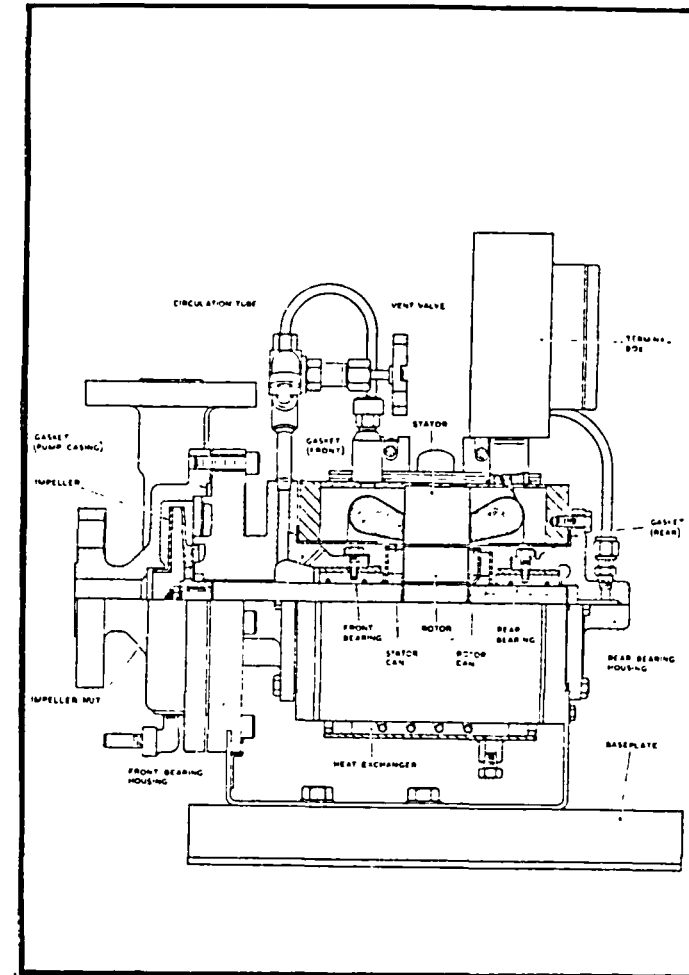 CIRCULATION TUBE
VENT VALVE
TERMINAL
BOX
STATOR
GASKET
(PUMP CASING)
GASKET
(FRONT)
IMPELLER
GASKET
(REAR)
FRONT
BEARING
ROTOR
REAR
BEARING
STATOR
CAN
ROTOR
CAN
REAR BEARING
HOUSING
IMPELLER NUT
FRONT BEARING
HOUSING
HEAT EXCHANGER
BASEPLATE